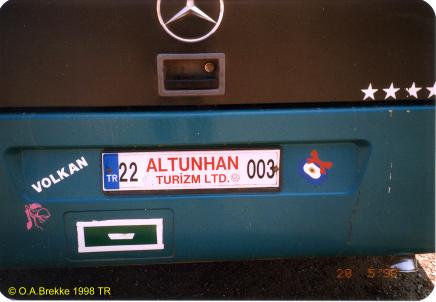 VOLKAN
TR 22 ALTUNHAN TURİZM LTD. 003
20 5 '98
© O.A.Brekke 1998 TR